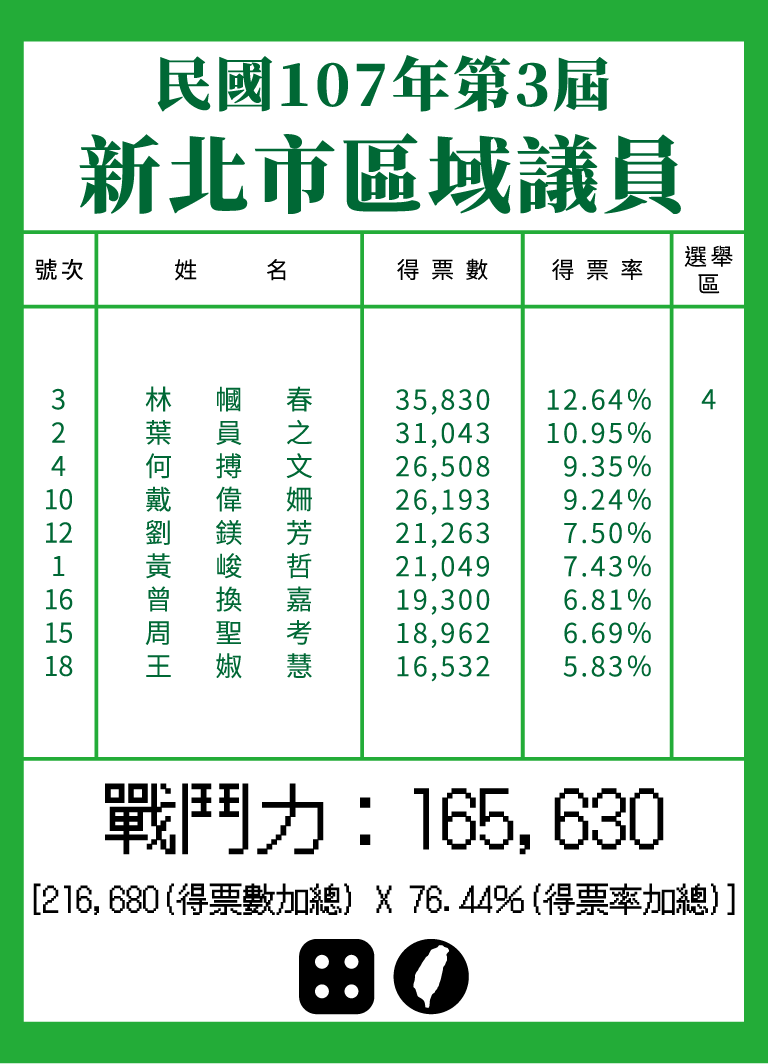 民國107年第3屆
新北市區域議員
號次 姓名 得票數 得票率 選舉區
3 林幗春 35,830 12.64% 4
2 葉員之 31,043 10.95%
4 何搏文 26,508 9.35%
10 戴偉姍 26,193 9.24%
12 劉鎂芳 21,263 7.50%
1 黃峻哲 21,049 7.43%
16 曾換嘉 19,300 6.81%
15 周聖考 18,962 6.69%
18 王婌慧 16,532 5.83%
戰鬥力：165,630
[216,680(得票數加總) X 76.44%(得票率加總)]